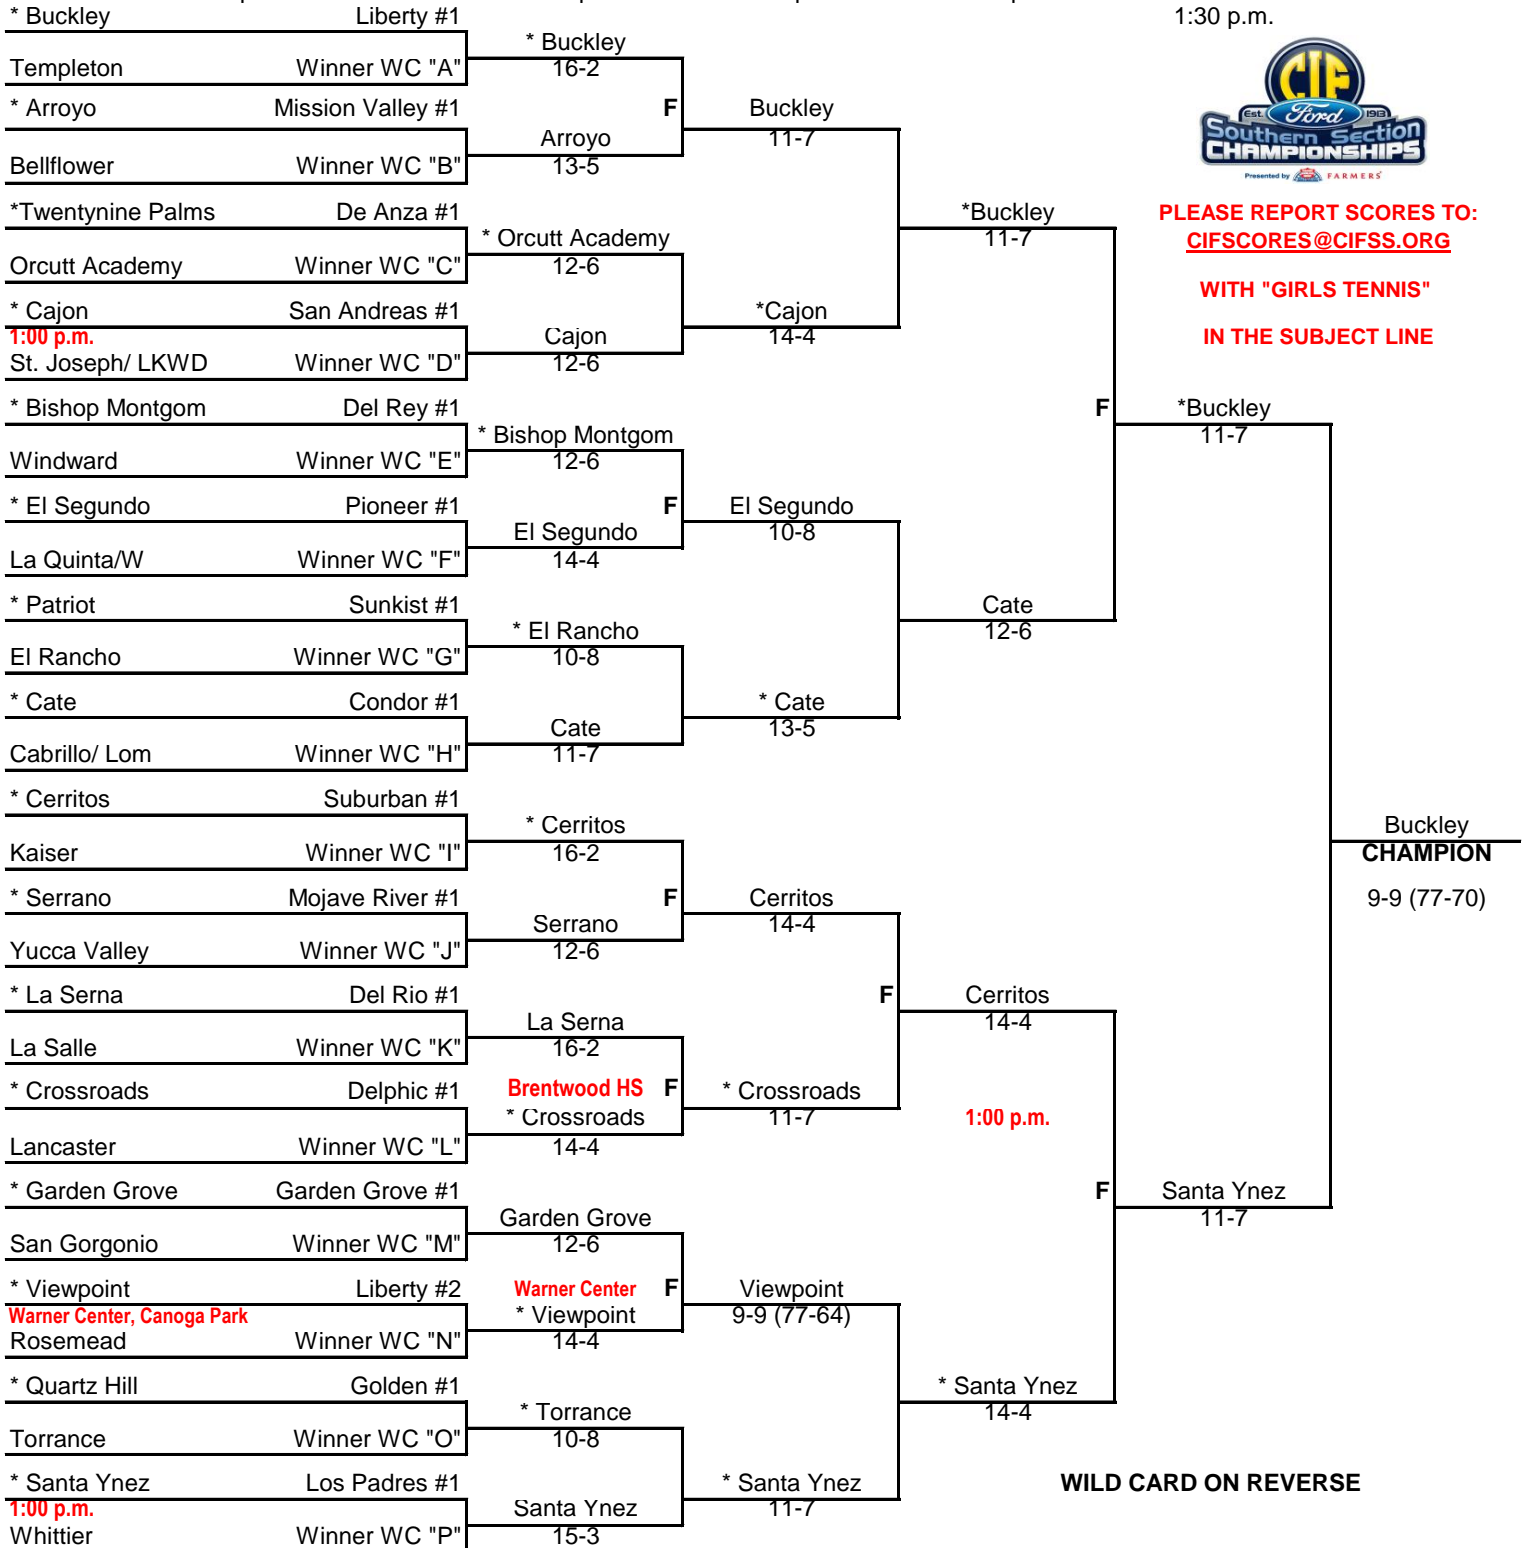 * Buckley Liberty #1
1:30 p.m.
* Buckley
Templeton Winner WC "A"
16-2
* Arroyo Mission Valley #1
F
Buckley
11-7
Arroyo
Bellflower Winner WC "B"
13-5
CIF
Est. Ford 1913
Southern Section
CHAMPIONSHIPS
Presented by FARMERS
*Twentynine Palms De Anza #1
*Buckley
11-7
PLEASE REPORT SCORES TO:
CIFSCORES@CIFSS.ORG
* Orcutt Academy
Orcutt Academy Winner WC "C"
12-6
WITH "GIRLS TENNIS"
* Cajon San Andreas #1
*Cajon
14-4
IN THE SUBJECT LINE
1:00 p.m.
Cajon
St. Joseph/ LKWD Winner WC "D"
12-6
* Bishop Montgom Del Rey #1
F
*Buckley
11-7
* Bishop Montgom
Windward Winner WC "E"
12-6
* El Segundo Pioneer #1
F
El Segundo
10-8
El Segundo
La Quinta/W Winner WC "F"
14-4
* Patriot Sunkist #1
Cate
12-6
* El Rancho
El Rancho Winner WC "G"
10-8
* Cate Condor #1
* Cate
13-5
Cate
Cabrillo/ Lom Winner WC "H"
11-7
* Cerritos Suburban #1
* Cerritos
Buckley
Kaiser Winner WC "I"
16-2
CHAMPION
* Serrano Mojave River #1
F
Cerritos
14-4
9-9 (77-70)
Serrano
Yucca Valley Winner WC "J"
12-6
* La Serna Del Rio #1
F
Cerritos
14-4
La Serna
La Salle Winner WC "K"
16-2
* Crossroads Delphic #1
Brentwood HS F
* Crossroads
11-7
* Crossroads
1:00 p.m.
Lancaster Winner WC "L"
14-4
* Garden Grove Garden Grove #1
F
Santa Ynez
11-7
Garden Grove
San Gorgonio Winner WC "M"
12-6
* Viewpoint Liberty #2
Warner Center F
Viewpoint
9-9 (77-64)
Warner Center, Canoga Park
* Viewpoint
Rosemead Winner WC "N"
14-4
* Quartz Hill Golden #1
* Santa Ynez
14-4
* Torrance
Torrance Winner WC "O"
10-8
* Santa Ynez Los Padres #1
* Santa Ynez
11-7
WILD CARD ON REVERSE
1:00 p.m.
Santa Ynez
Whittier Winner WC "P"
15-3